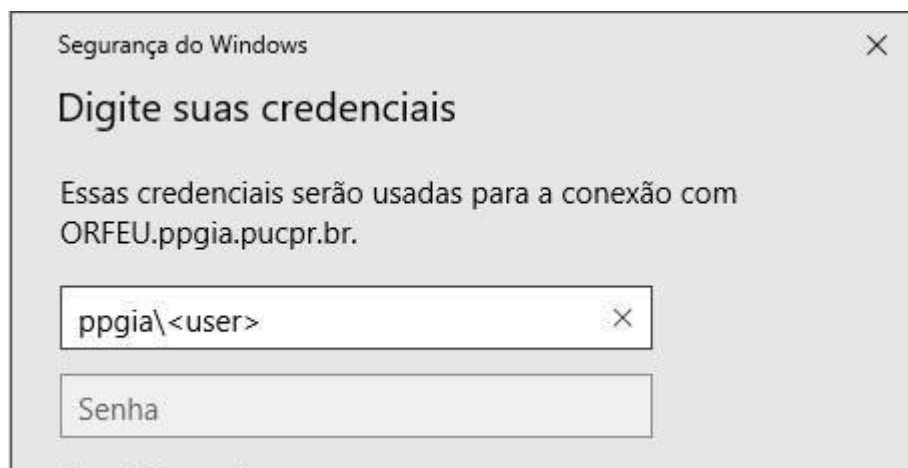 Segurança do Windows
Digite suas credenciais
Essas credenciais serão usadas para a conexão com
ORFEU.ppgia.pucpr.br.
ppgia\<user>
Senha